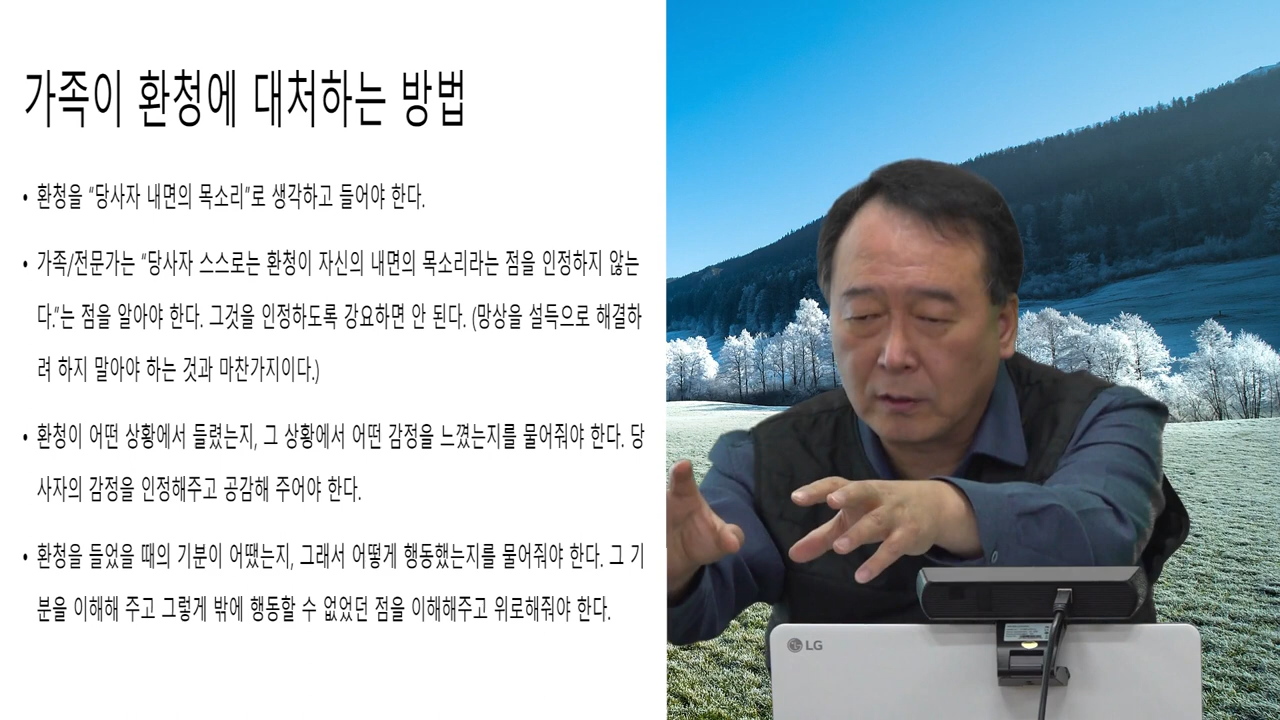 가족이 환청에 대처하는 방법
• 환청을 “당사자 내면의 목소리”로 생각하고 들어야 한다.
• 가족/전문가는 “당사자 스스로는 환청이 자신의 내면의 목소리라는 점을 인정하지 않는
다.”는 점을 알아야 한다. 그것을 인정하도록 강요하면 안 된다. (망상을 설득으로 해결하
려 하지 말아야 하는 것과 마찬가지이다.)
• 환청이 어떤 상황에서 들렸는지, 그 상황에서 어떤 감정을 느꼈는지를 물어줘야 한다. 당
사자의 감정을 인정해주고 공감해 주어야 한다.
• 환청을 들었을 때의 기분이 어땠는지, 그래서 어떻게 행동했는지를 물어줘야 한다. 그 기
분을 이해해 주고 그렇게 밖에 행동할 수 없었던 점을 이해해주고 위로해줘야 한다.
LG